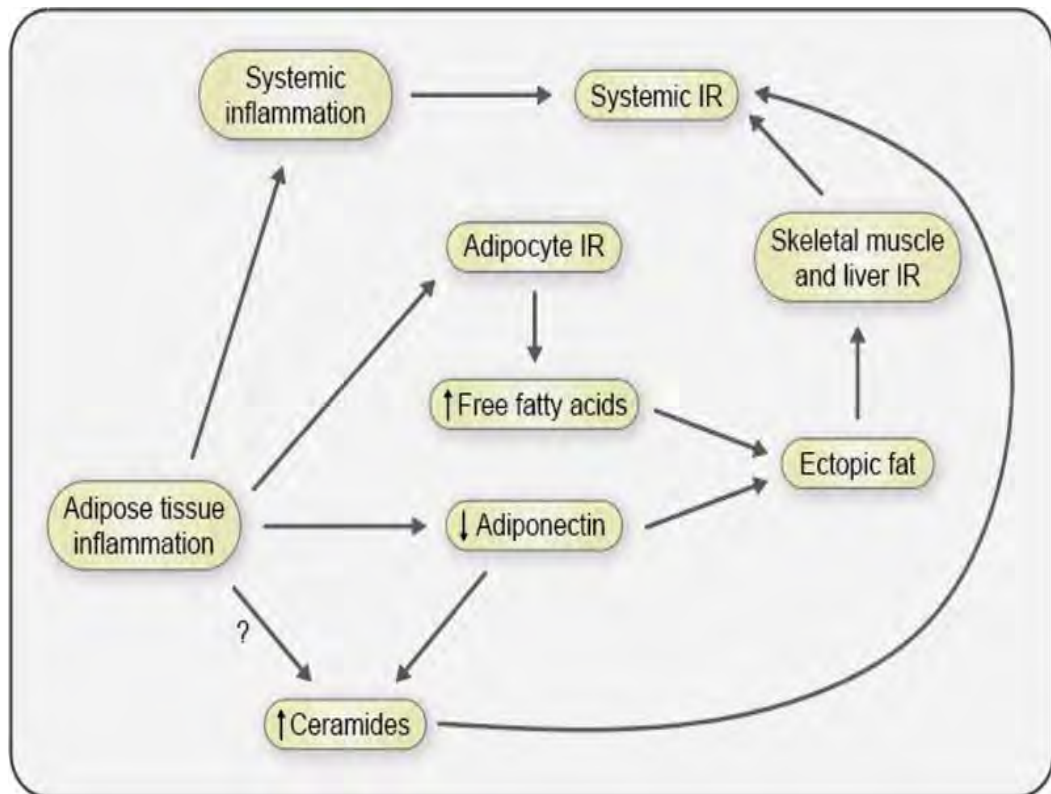 Systemic
inflammation
Systemic IR
Adipocyte IR
Skeletal muscle
and liver IR
↑Free fatty acids
Ectopic fat
Adipose tissue
inflammation
↓ Adiponectin
?
↑Ceramides